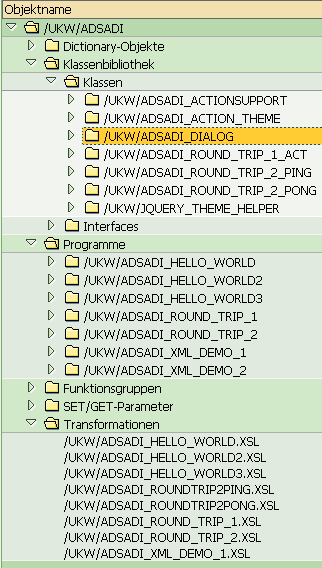 Objektname
/UKW/ADSADI
Dictionary-Objekte
Klassenbibliothek
Klassen
/UKW/ADSADI_ACTIONSUPPORT
/UKW/ADSADI_ACTION_THEME
/UKW/ADSADI_DIALOG
/UKW/ADSADI_ROUND_TRIP_1_ACT
/UKW/ADSADI_ROUND_TRIP_2_PING
/UKW/ADSADI_ROUND_TRIP_2_PONG
/UKW/JQUERY_THEME_HELPER
Interfaces
Programme
/UKW/ADSADI_HELLO_WORLD
/UKW/ADSADI_HELLO_WORLD2
/UKW/ADSADI_HELLO_WORLD3
/UKW/ADSADI_ROUND_TRIP_1
/UKW/ADSADI_ROUND_TRIP_2
/UKW/ADSADI_XML_DEMO_1
/UKW/ADSADI_XML_DEMO_2
Funktionsgruppen
SET/GET-Parameter
Transformationen
/UKW/ADSADI_HELLO_WORLD.XSL
/UKW/ADSADI_HELLO_WORLD2.XSL
/UKW/ADSADI_HELLO_WORLD3.XSL
/UKW/ADSADI_ROUNDTRIP2PING.XSL
/UKW/ADSADI_ROUNDTRIP2PONG.XSL
/UKW/ADSADI_ROUND_TRIP_1.XSL
/UKW/ADSADI_ROUND_TRIP_2.XSL
/UKW/ADSADI_XML_DEMO_1.XSL